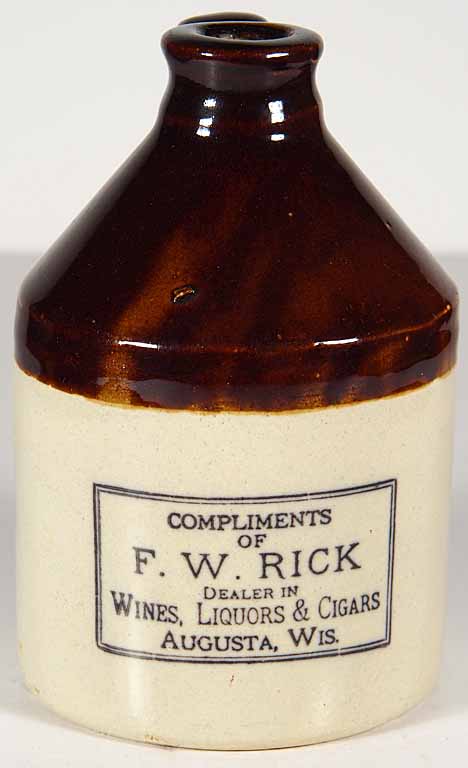 COMPLIMENTS
OF
F. W. RICK
DEALER IN
WINES, LIQUORS & CIGARS
AUGUSTA, WIS.